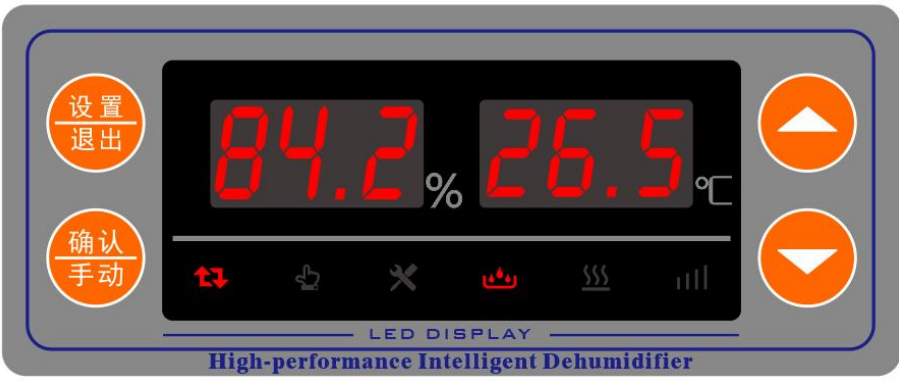 设置
退出
84.2%
26.5℃
确认
手动
LED DISPLAY
High-performance Intelligent Dehumidifier